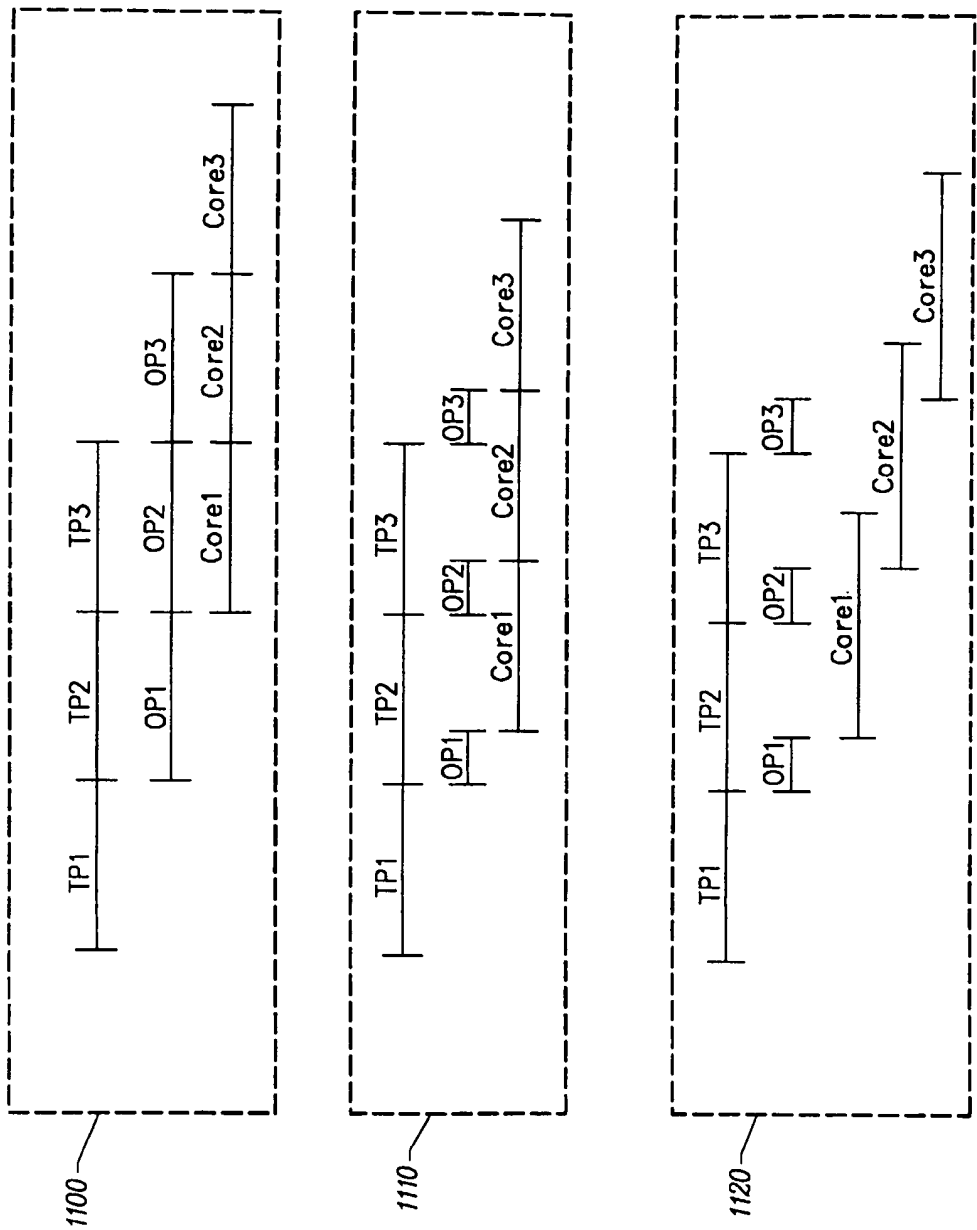 1100
TP1 TP2 TP3
OP1 OP2 OP3
Core1 Core2 Core3
1110
TP1 TP2 TP3
OP1 OP2 OP3
Core1 Core2 Core3
1120
TP1 TP2 TP3
OP1 OP2 OP3
Core1
Core2
Core3